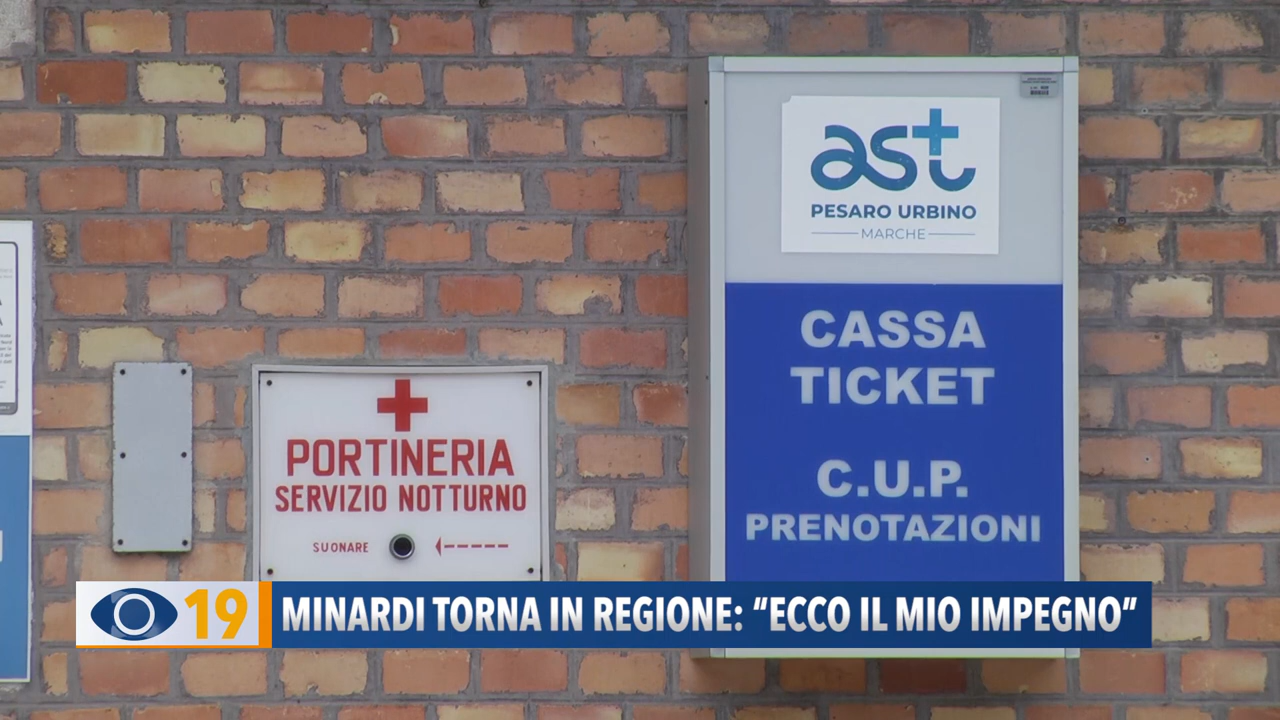 ast
PESARO URBINO
MARCHE
CASSA
TICKET
C.U.P.
PRENOTAZIONI
PORTINERIA
SERVIZIO NOTTURNO
SUONARE
19
MINARDI TORNA IN REGIONE: “ECCO IL MIO IMPEGNO”